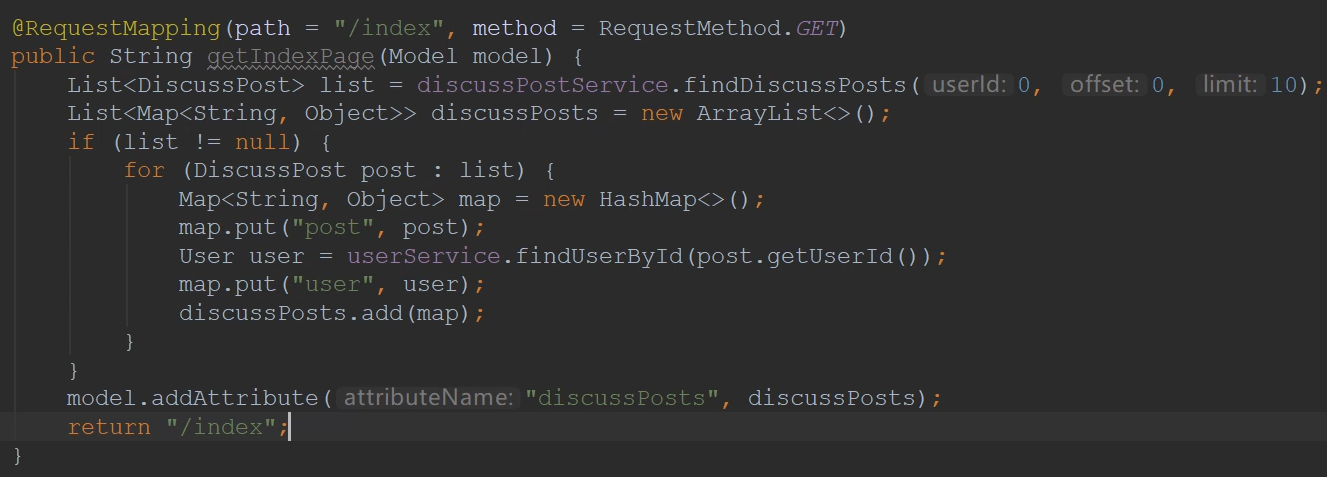 @RequestMapping(path = "/index", method = RequestMethod.GET)
public String getIndexPage(Model model) {
    List<DiscussPost> list = discussPostService.findDiscussPosts( userId: 0, offset: 0, limit: 10);
    List<Map<String, Object>> discussPosts = new ArrayList<>();
    if (list != null) {
        for (DiscussPost post : list) {
            Map<String, Object> map = new HashMap<>();
            map.put("post", post);
            User user = userService.findUserById(post.getUserId());
            map.put("user", user);
            discussPosts.add(map);
        }
    }
    model.addAttribute( attributeName: "discussPosts", discussPosts);
    return "/index";
}